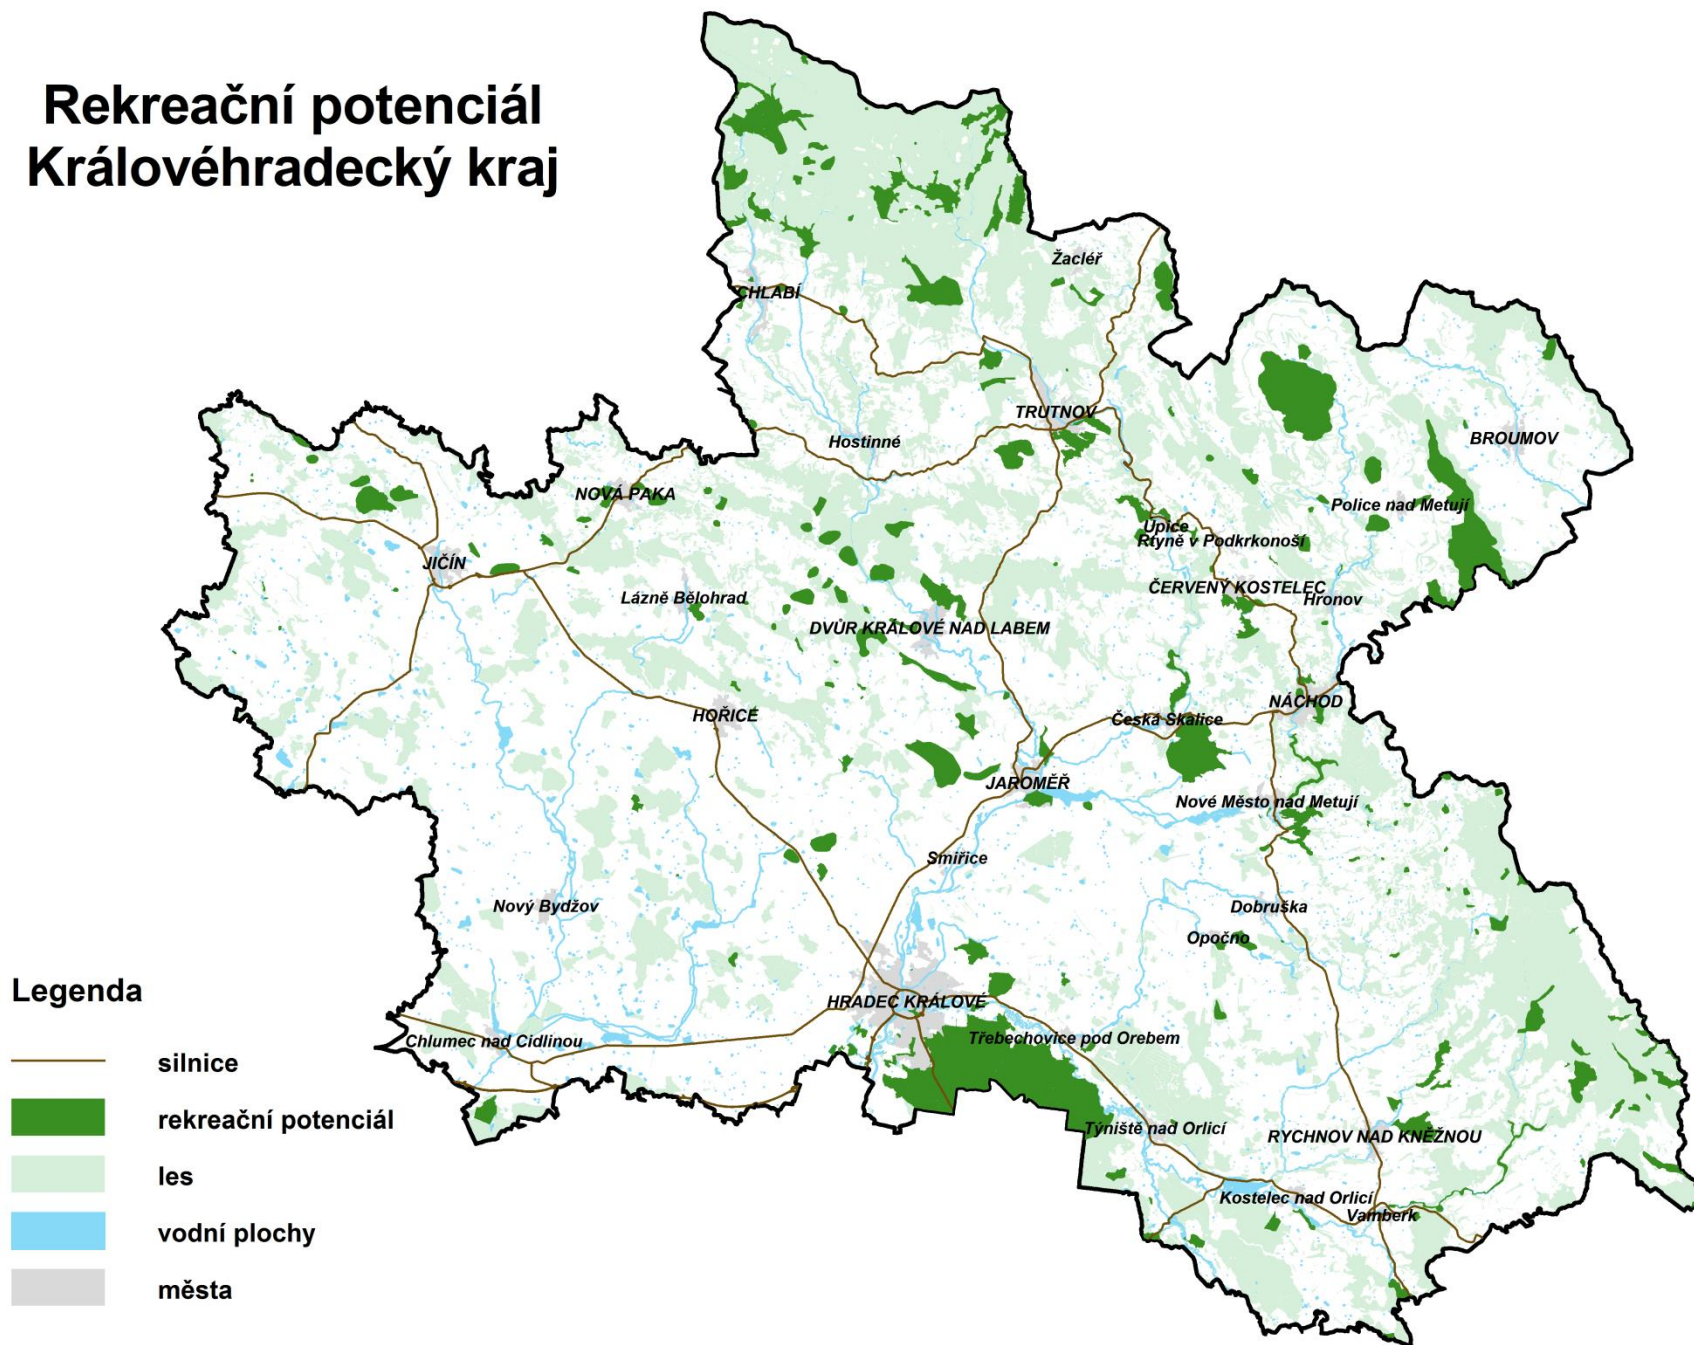 Rekreační potenciál
Královéhradecký kraj
Žacléř
CHLABÍ
TRUTNOV
Hostinné
BROUMOV
NOVÁ PAKA
Police nad Metují
Úpice
Rtyně v Podkrkonoší
JIČÍN
ČERVENÝ KOSTELEC
Lázně Bělohrad
Hronov
DVŮR KRÁLOVÉ NAD LABEM
NÁCHOD
HOŘICE
Česká Skalice
JAROMĚŘ
Nové Město nad Metují
Smiřice
Nový Bydžov
Dobruška
Opočno
HRADEC KRÁLOVÉ
Třebechovice pod Orebem
Chlumec nad Cidlinou
Týniště nad Orlicí
RYCHNOV NAD KNĚŽNOU
Kostelec nad Orlicí
Vamberk
Legenda
silnice
rekreační potenciál
les
vodní plochy
města